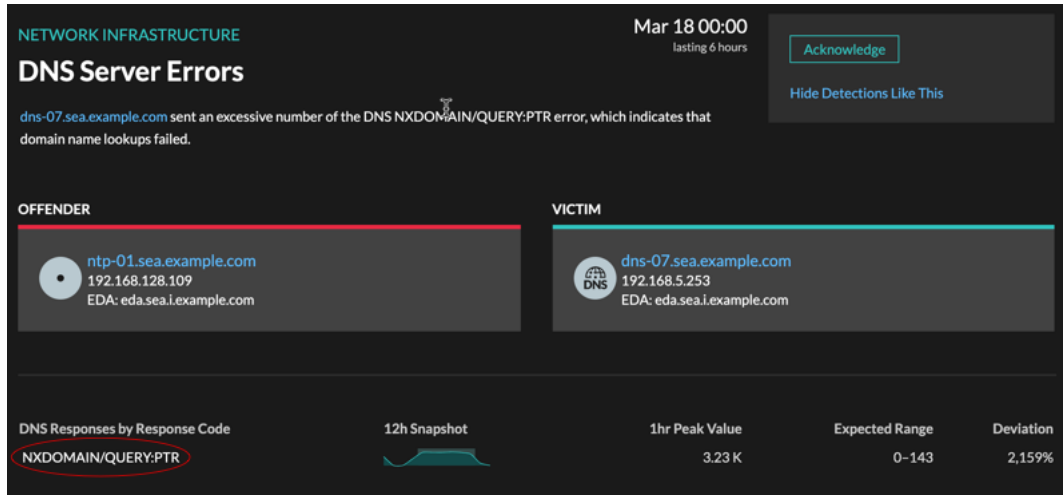 NETWORK INFRASTRUCTURE
DNS Server Errors
Mar 18 00:00
lasting 6 hours
Acknowledge
Hide Detections Like This
dns-07.sea.example.com sent an excessive number of the DNS NXDOMAIN/QUERY:PTR error, which indicates that
domain name lookups failed.
OFFENDER
ntp-01.sea.example.com
192.168.128.109
EDA: eda.sea.i.example.com
VICTIM
DNS
dns-07.sea.example.com
192.168.5.253
EDA: eda.sea.i.example.com
DNS Responses by Response Code 12h Snapshot 1hr Peak Value Expected Range Deviation
NXDOMAIN/QUERY:PTR 3.23 K 0–143 2,159%